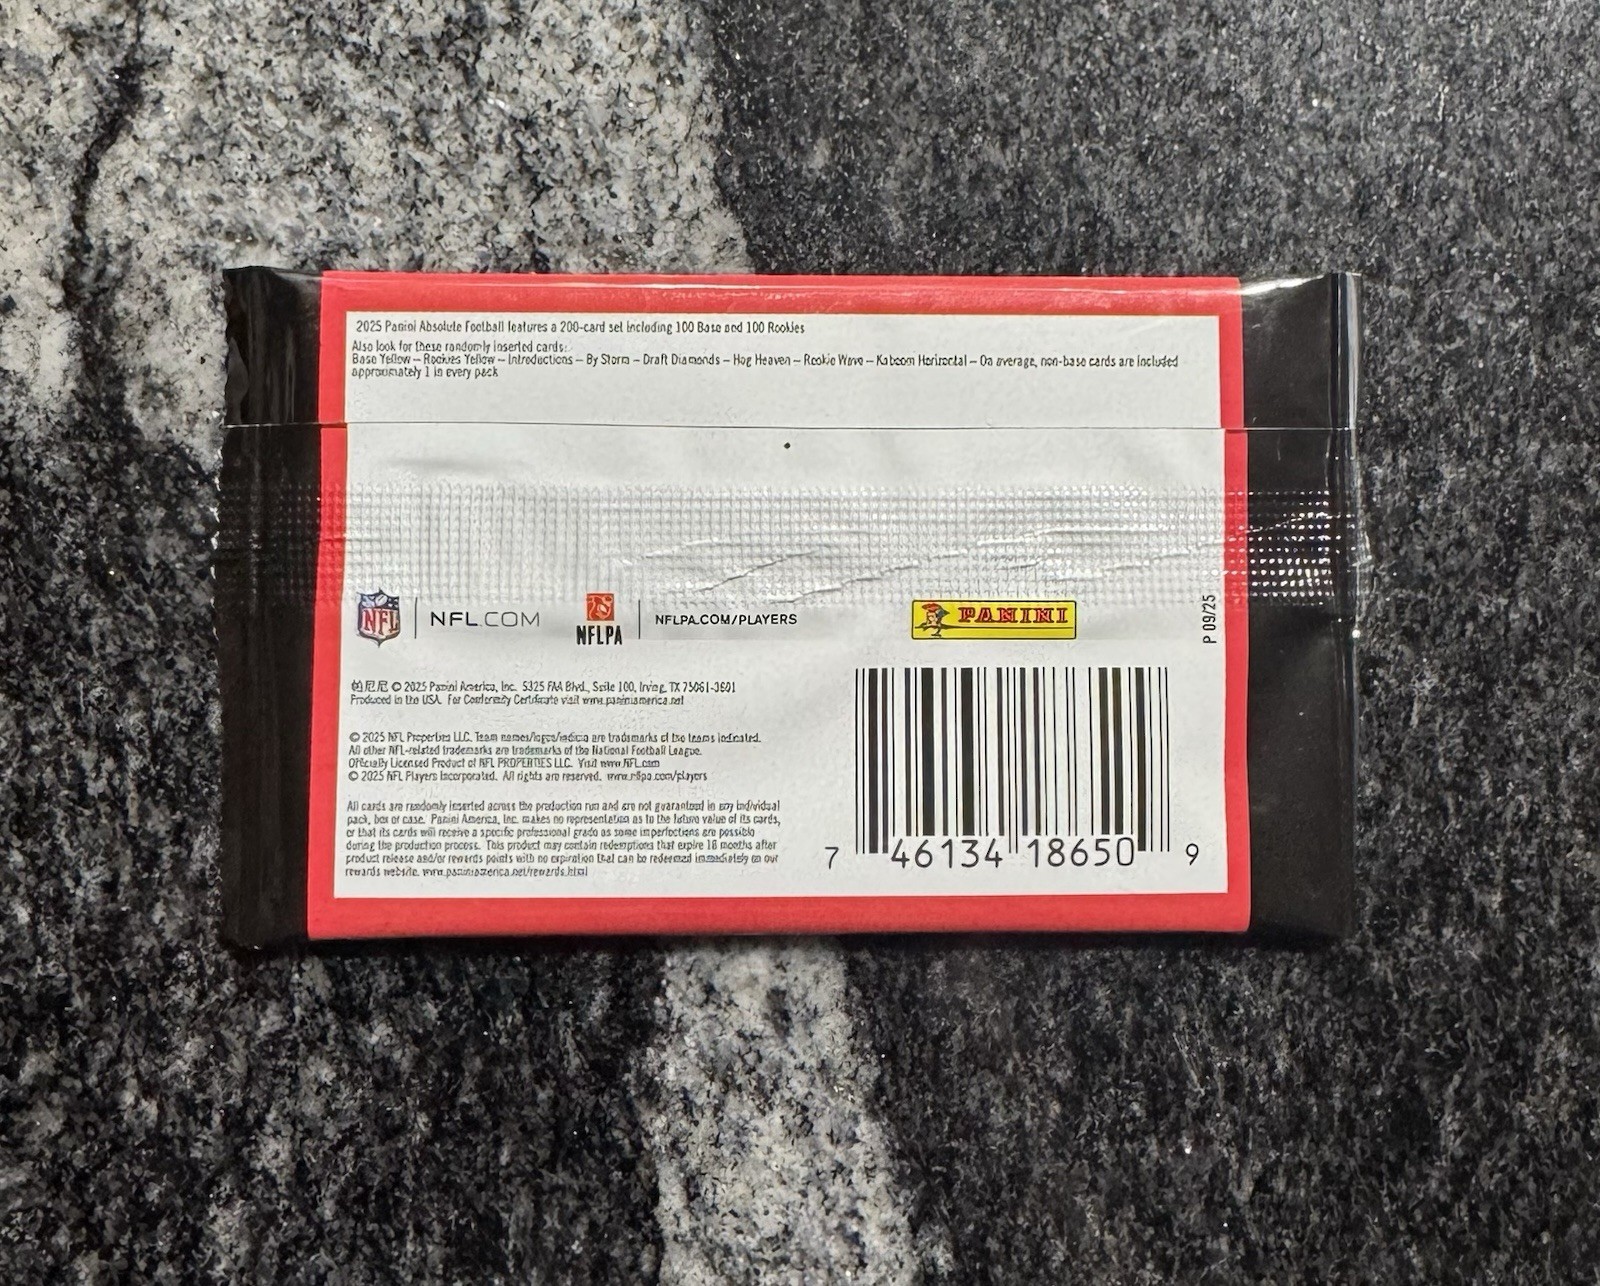 2025 Panini Absolute Football features a 200-card set including 100 Base and 100 Rookies
Also look for these randomly inserted cards:
Base Yellow – Rookies Yellow – Introductions – By Storm – Draft Diamonds – Hog Heaven – Rookie Wave – Kaboom Horizontal – On average, non-base cards are included
approximately 1 in every pack
NFL
NFL.COM
NFLPA
NFLPA.COM/PLAYERS
PANINI
P 09/25
帕尼尼 © 2025 Panini America, Inc. 5325 FAA Blvd., Suite 100, Irving, TX 75061-3601
Produced in the USA. For Conformity Certificate visit www.paniniamerica.net
© 2025 NFL Properties LLC. Team names/logos/indicia are trademarks of the teams indicated.
All other NFL-related trademarks are trademarks of the National Football League.
Officially Licensed Product of NFL PROPERTIES LLC. Visit www.NFL.com
© 2025 NFL Players Incorporated. All rights are reserved. www.nflpa.com/players
All cards are randomly inserted across the production run and are not guaranteed in any individual
pack, box or case. Panini America, Inc. makes no representation as to the future value of its cards,
or that its cards will receive a specific professional grade as some imperfections are possible
during the production process. This product may contain redemptions that expire 18 months after
product release and/or rewards points with no expiration that can be redeemed immediately on our
rewards website. www.paniniamerica.net/rewards.html
7 46134 18650 9